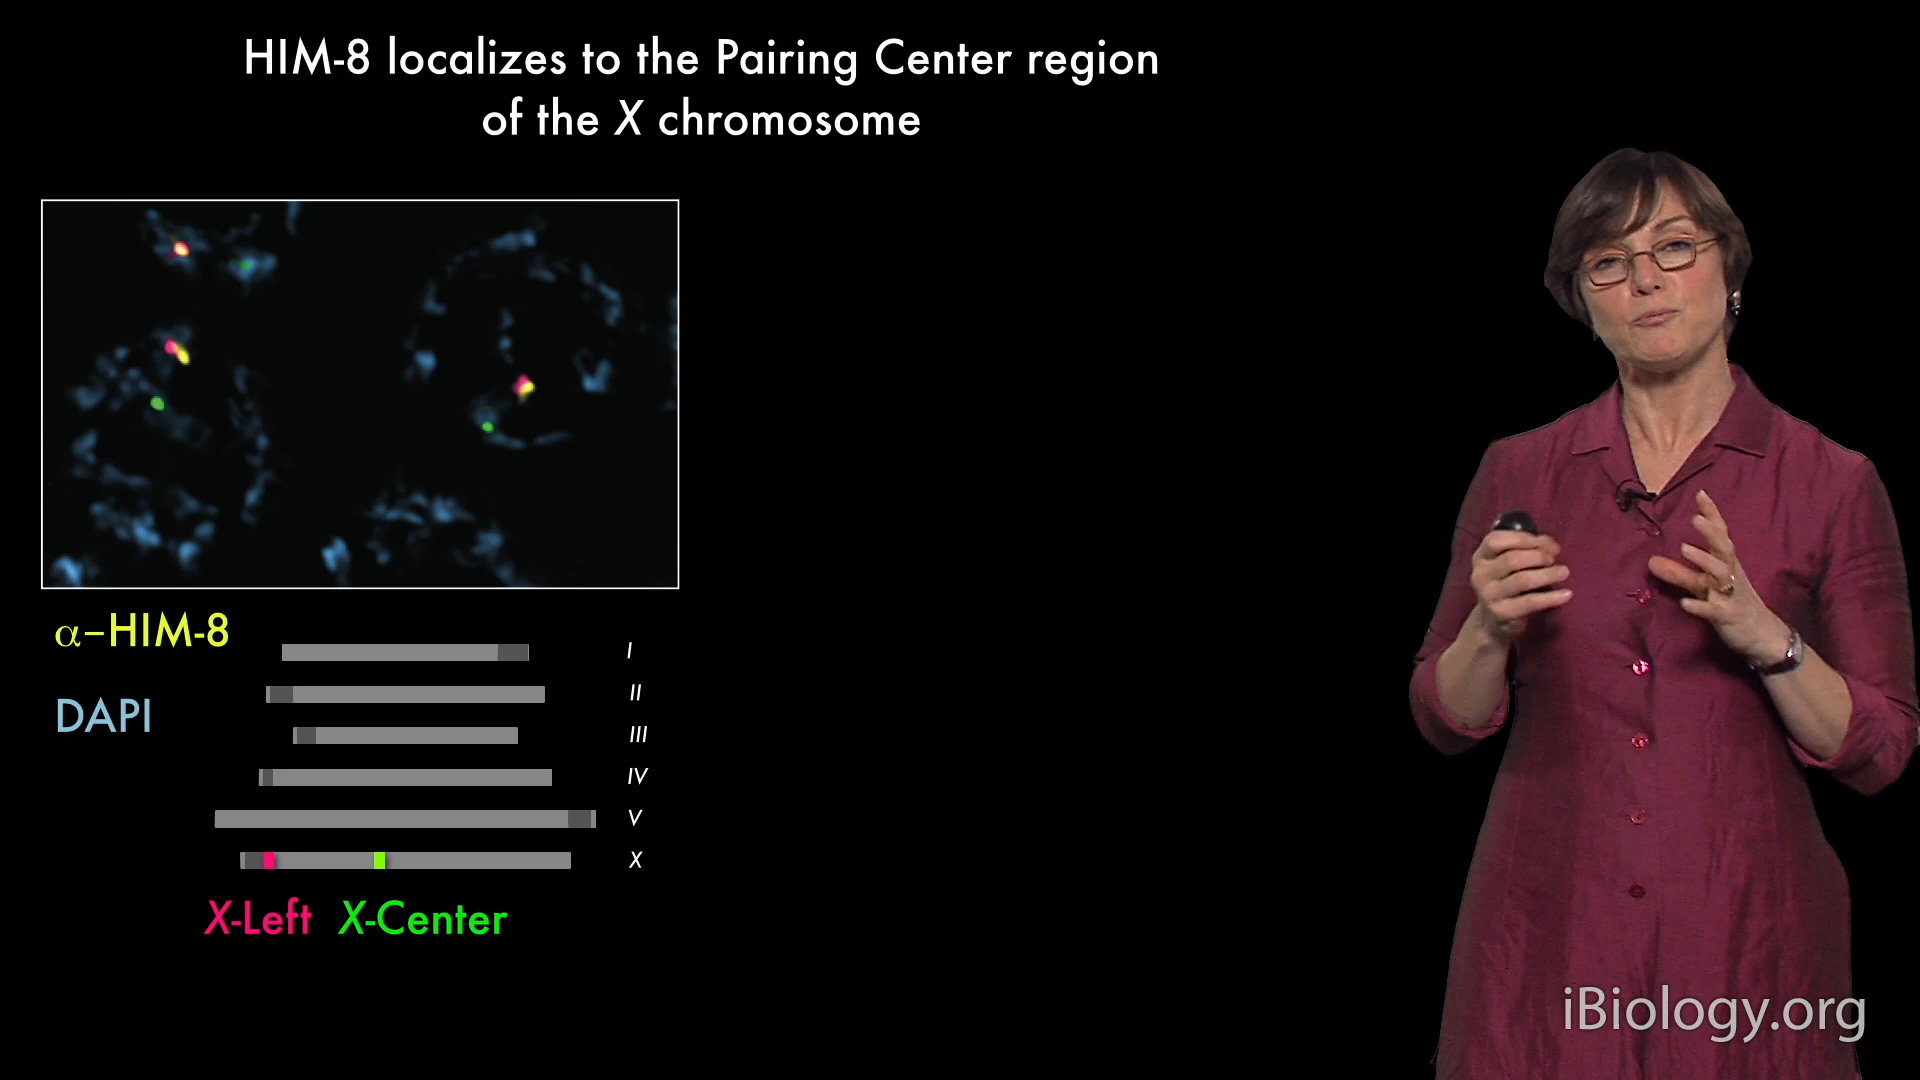 HIM-8 localizes to the Pairing Center region
of the X chromosome
α–HIM-8
DAPI
I
II
III
IV
V
X
X-Left X-Center
iBiology.org